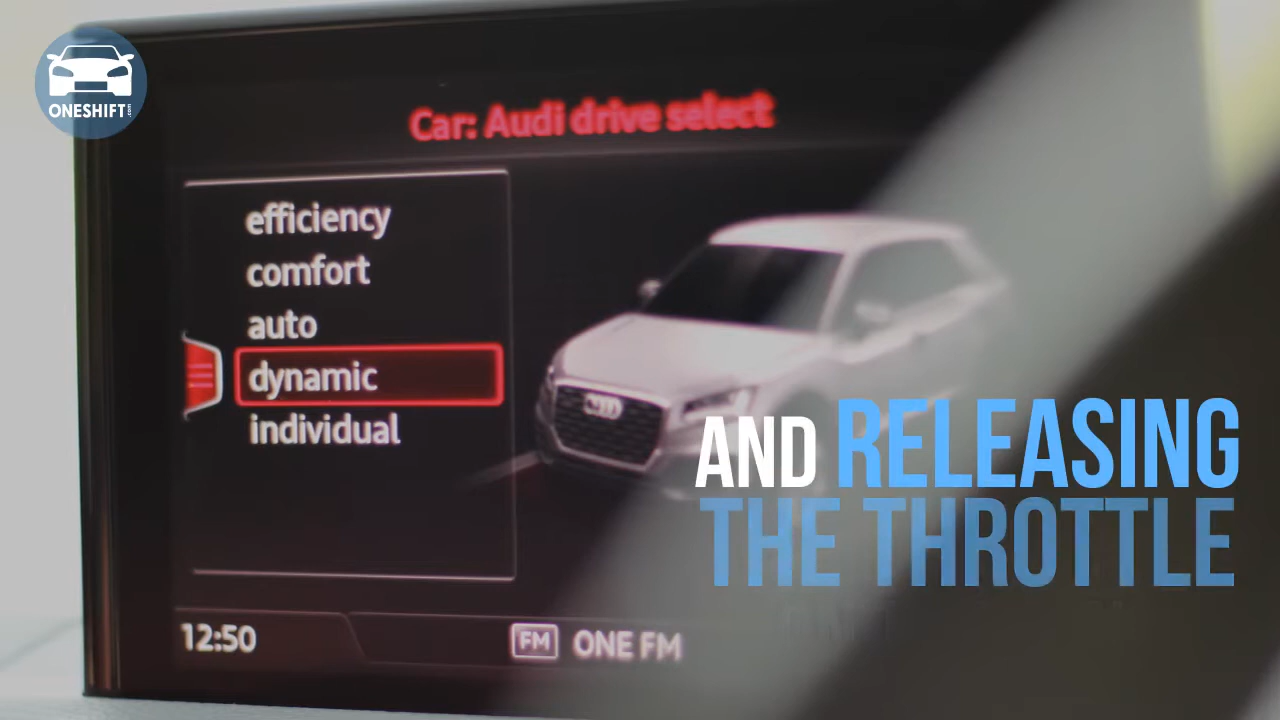 ONESHIFT.com
Car: Audi drive select
efficiency
comfort
auto
dynamic
individual
AND RELEASING
THE THROTTLE
12:50
FM ONE FM